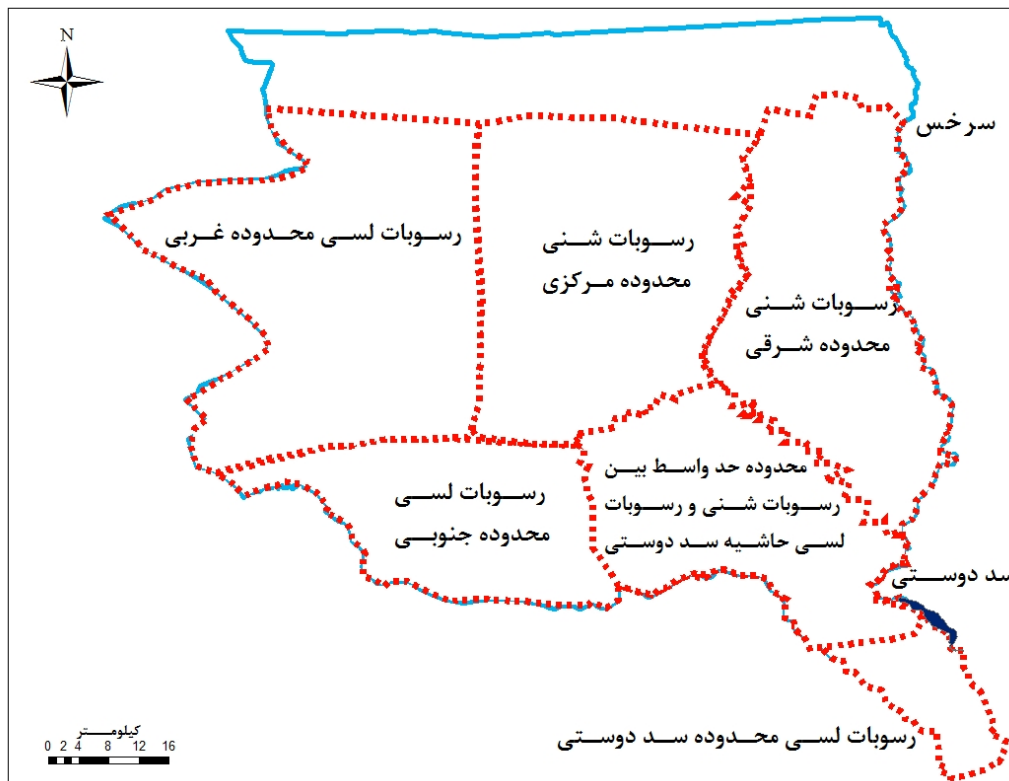 N
سرخس
رسوبات لسی محدوده غربی
رسوبات شنی
محدوده مرکزی
رسوبات شنی
محدوده شرقی
محدوده حد واسط بین
رسوبات شنی و رسوبات
لسی حاشیه سد دوستی
رسوبات لسی
محدوده جنوبی
سد دوستی
رسوبات لسی محدوده سد دوستی
کیلومتر
0 2 4 8 12 16